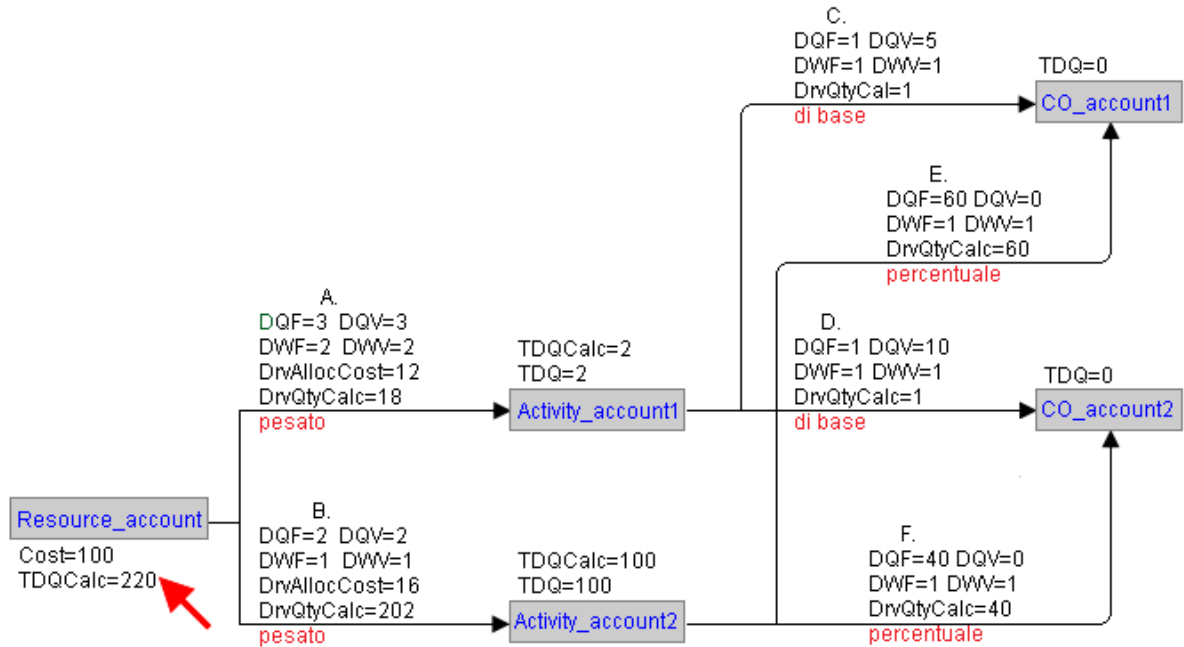 C.
DQF=1 DQV=5
DWF=1 DWV=1
DrvQtyCal=1
di base
TDQ=0
CO_account1
E.
DQF=60 DQV=0
DWF=1 DWV=1
DrvQtyCalc=60
percentuale
A.
DQF=3 DQV=3
DWF=2 DWV=2
DrvAllocCost=12
DrvQtyCalc=18
pesato
TDQCalc=2
TDQ=2
Activity_account1
D.
DQF=1 DQV=10
DWF=1 DWV=1
DrvQtyCalc=1
di base
TDQ=0
CO_account2
Resource_account
Cost=100
TDQCalc=220
B.
DQF=2 DQV=2
DWF=1 DWV=1
DrvAllocCost=16
DrvQtyCalc=202
pesato
TDQCalc=100
TDQ=100
Activity_account2
F.
DQF=40 DQV=0
DWF=1 DWV=1
DrvQtyCalc=40
percentuale